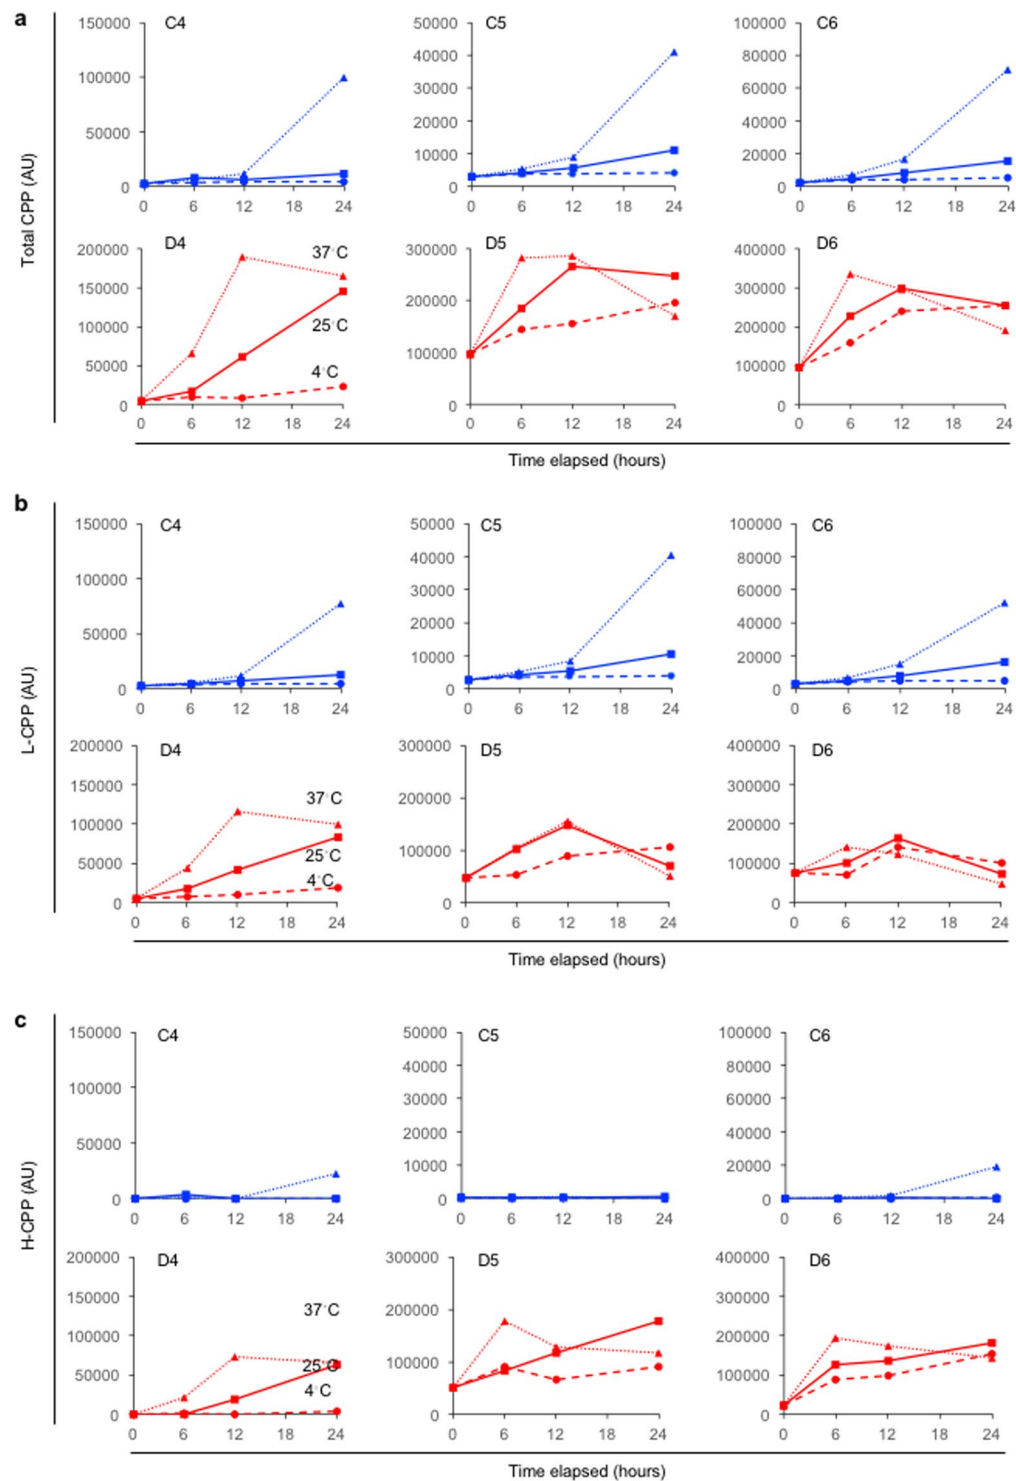 a
Total CPP (AU)
C4
150000
100000
50000
0
0 6 12 18 24
C5
50000
40000
30000
20000
10000
0
0 6 12 18 24
C6
100000
80000
60000
40000
20000
0
0 6 12 18 24
D4
200000
150000
100000
50000
0
37°C
25°C
4°C
0 6 12 18 24
D5
300000
200000
100000
0
0 6 12 18 24
D6
400000
300000
200000
100000
0
0 6 12 18 24
Time elapsed (hours)
b
L-CPP (AU)
C4
150000
100000
50000
0
0 6 12 18 24
C5
50000
40000
30000
20000
10000
0
0 6 12 18 24
C6
100000
80000
60000
40000
20000
0
0 6 12 18 24
D4
200000
150000
100000
50000
0
37°C
25°C
4°C
0 6 12 18 24
D5
300000
200000
100000
0
0 6 12 18 24
D6
400000
300000
200000
100000
0
0 6 12 18 24
Time elapsed (hours)
c
H-CPP (AU)
C4
150000
100000
50000
0
0 6 12 18 24
C5
50000
40000
30000
20000
10000
0
0 6 12 18 24
C6
100000
80000
60000
40000
20000
0
0 6 12 18 24
D4
200000
150000
100000
50000
0
37°C
25°C
4°C
0 6 12 18 24
D5
300000
200000
100000
0
0 6 12 18 24
D6
400000
300000
200000
100000
0
0 6 12 18 24
Time elapsed (hours)